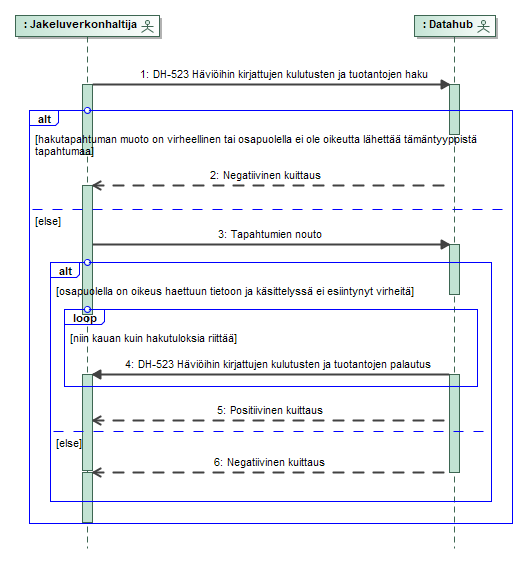 : Jakeluverkonhaltija
: Datahub
1: DH-523 Häviöihin kirjattujen kulutusten ja tuotantojen haku
alt
[hakutapahtuman muoto on virheellinen tai osapuolella ei ole oikeutta lähettää tämäntyyppistä
tapahtumaa]
2: Negatiivinen kuittaus
[else]
3: Tapahtumien nouto
alt
[osapuolella on oikeus haettuun tietoon ja käsittelyssä ei esiintynyt virheitä]
loop
[niin kauan kuin hakutuloksia riittää]
4: DH-523 Häviöihin kirjattujen kulutusten ja tuotantojen palautus
5: Positiivinen kuittaus
[else]
6: Negatiivinen kuittaus